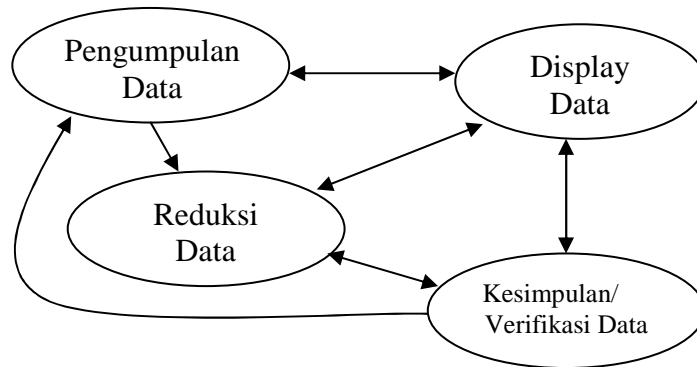 Pengumpulan
Data
Display
Data
Reduksi
Data
Kesimpulan/
Verifikasi Data